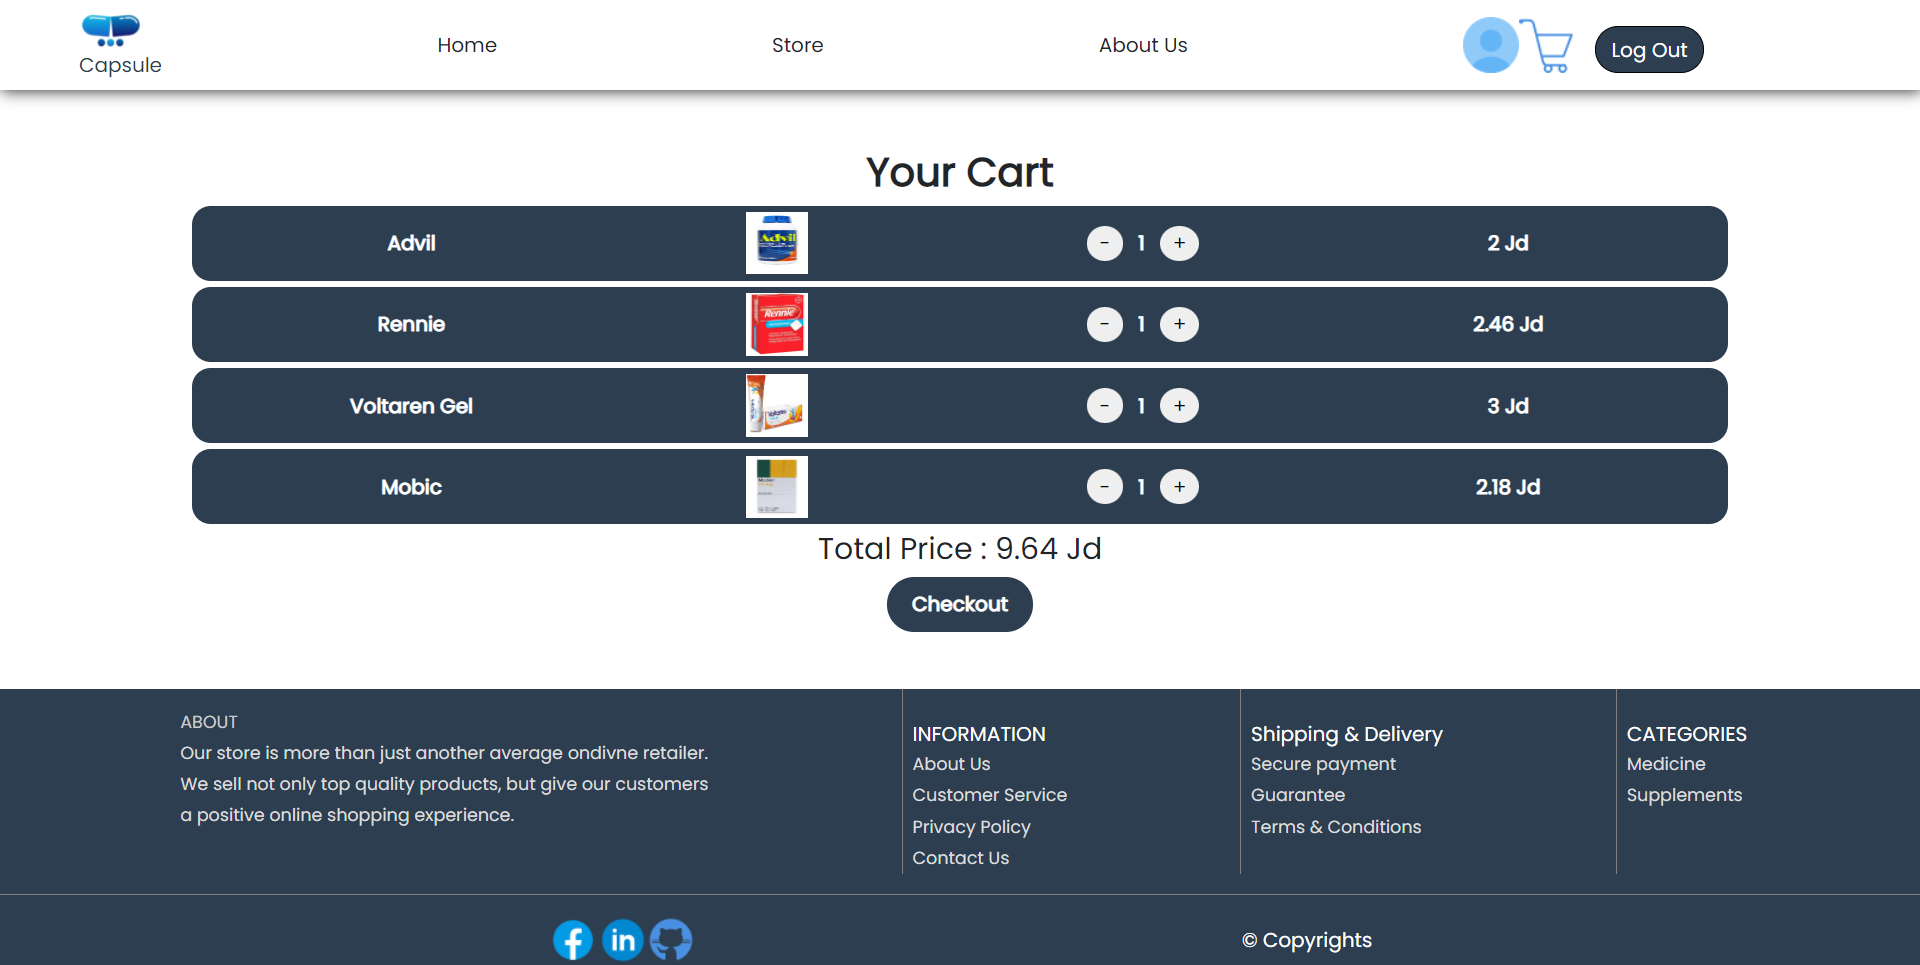 Capsule
Home
Store
About Us
Log Out
Your Cart
Advil
Advil
- 1 +
2 Jd
Rennie
Rennie
- 1 +
2.46 Jd
Voltaren Gel
- 1 +
3 Jd
Mobic
- 1 +
2.18 Jd
Total Price : 9.64 Jd
Checkout
ABOUT
Our store is more than just another average ondivne retailer.
We sell not only top quality products, but give our customers
a positive online shopping experience.
INFORMATION
About Us
Customer Service
Privacy Policy
Contact Us
Shipping & Delivery
Secure payment
Guarantee
Terms & Conditions
CATEGORIES
Medicine
Supplements
f
in
© Copyrights